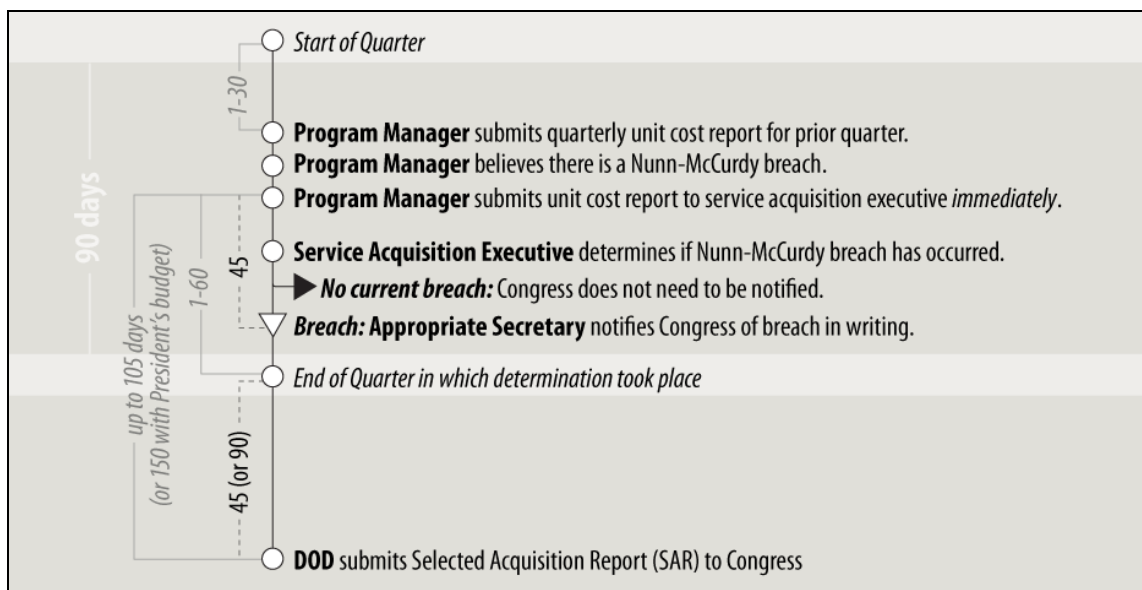 Start of Quarter
1-30
Program Manager submits quarterly unit cost report for prior quarter.
Program Manager believes there is a Nunn-McCurdy breach.
Program Manager submits unit cost report to service acquisition executive immediately.
90 days
Service Acquisition Executive determines if Nunn-McCurdy breach has occurred.
45
1-60
No current breach: Congress does not need to be notified.
Breach: Appropriate Secretary notifies Congress of breach in writing.
up to 105 days
(or 150 with President's budget)
End of Quarter in which determination took place
45 (or 90)
DOD submits Selected Acquisition Report (SAR) to Congress